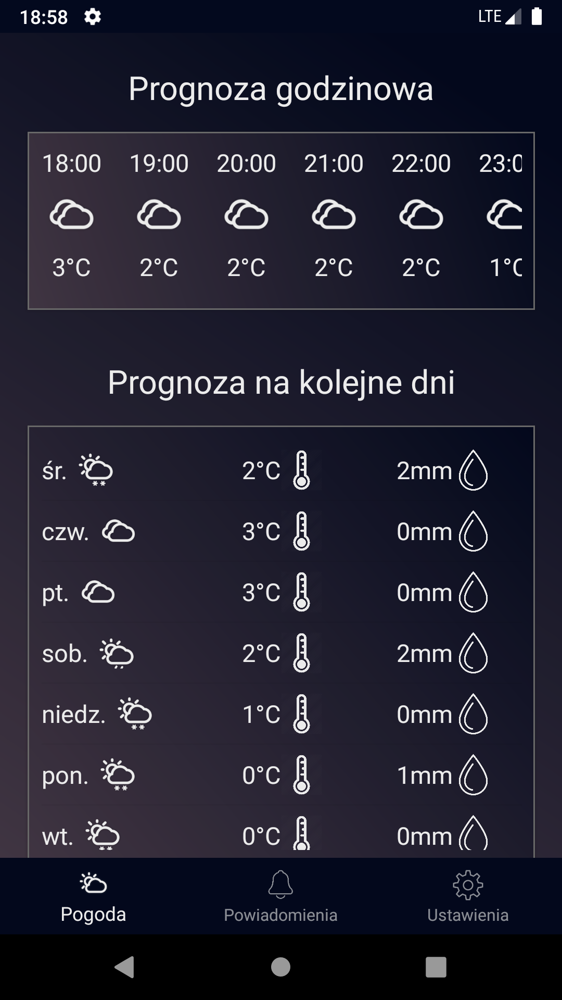 18:58 LTE
Prognoza godzinowa
18:00 19:00 20:00 21:00 22:00 23:0
3°C 2°C 2°C 2°C 2°C 1°C
Prognoza na kolejne dni
śr. 2°C 2mm
czw. 3°C 0mm
pt. 3°C 0mm
sob. 2°C 2mm
niedz. 1°C 0mm
pon. 0°C 1mm
wt. 0°C 0mm
Pogoda Powiadomienia Ustawienia